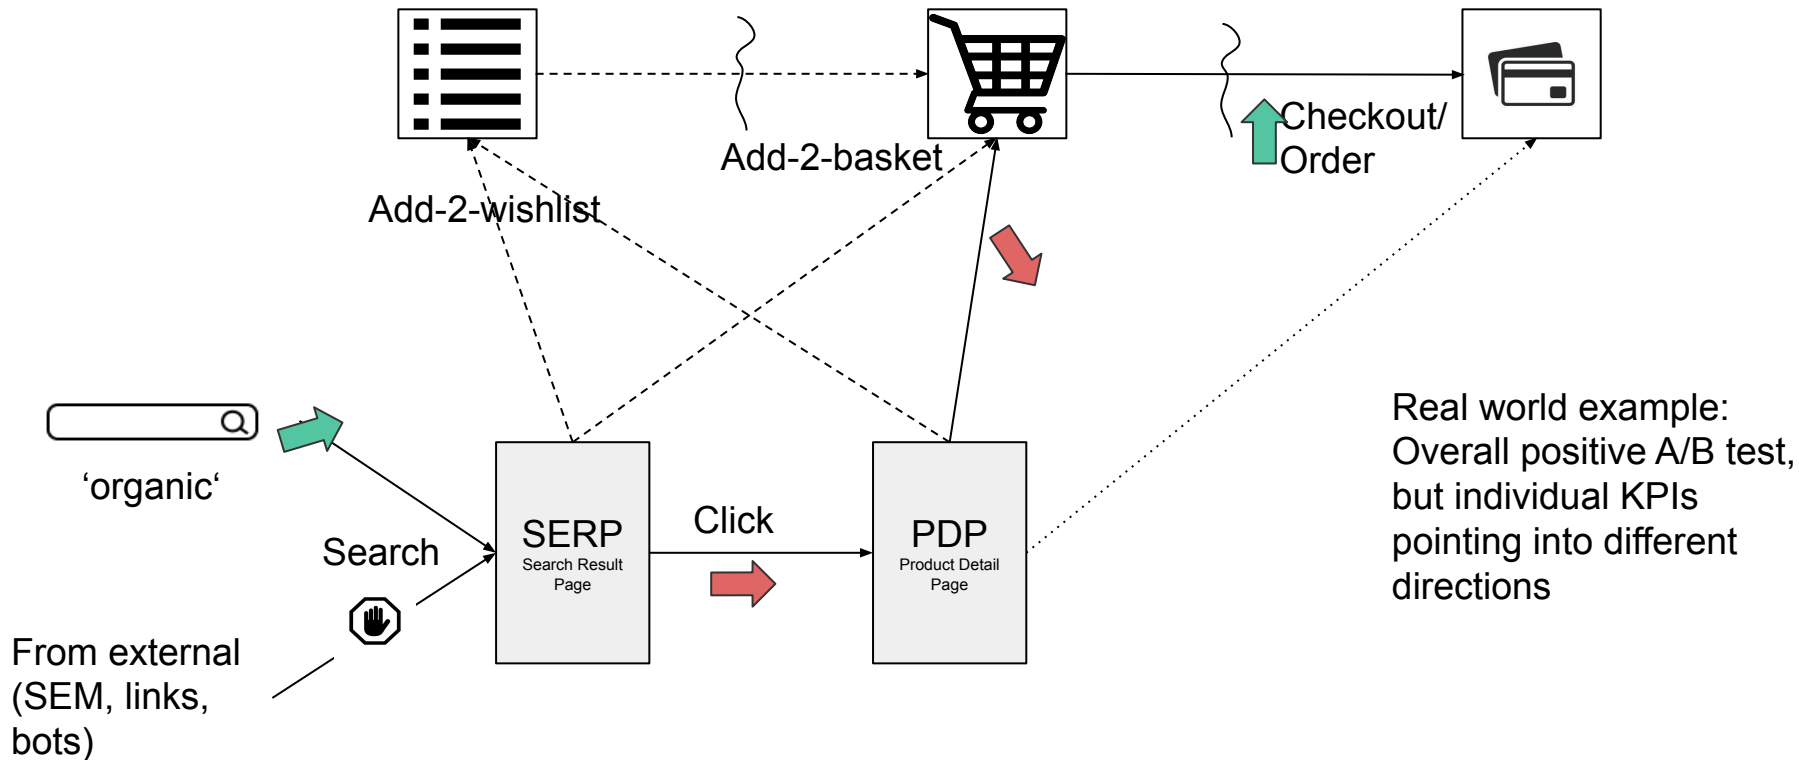 Add-2-basket
Checkout/
Order
Add-2-wishlist
‘organic‘
Search
From external
(SEM, links,
bots)
SERP
Search Result
Page
Click
PDP
Product Detail
Page
Real world example:
Overall positive A/B test,
but individual KPIs
pointing into different
directions